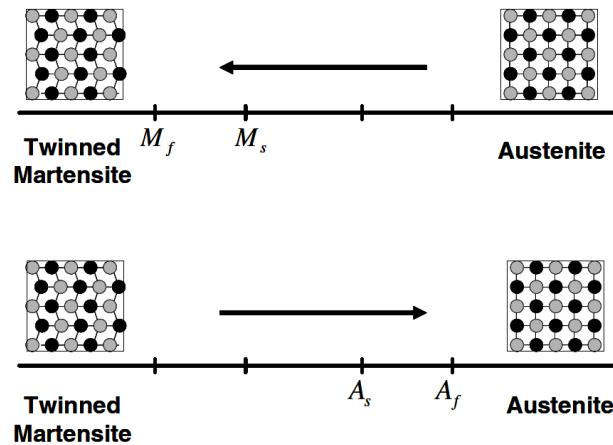 M_f M_s
Twinned Martensite
Austenite
A_s A_f
Twinned Martensite
Austenite